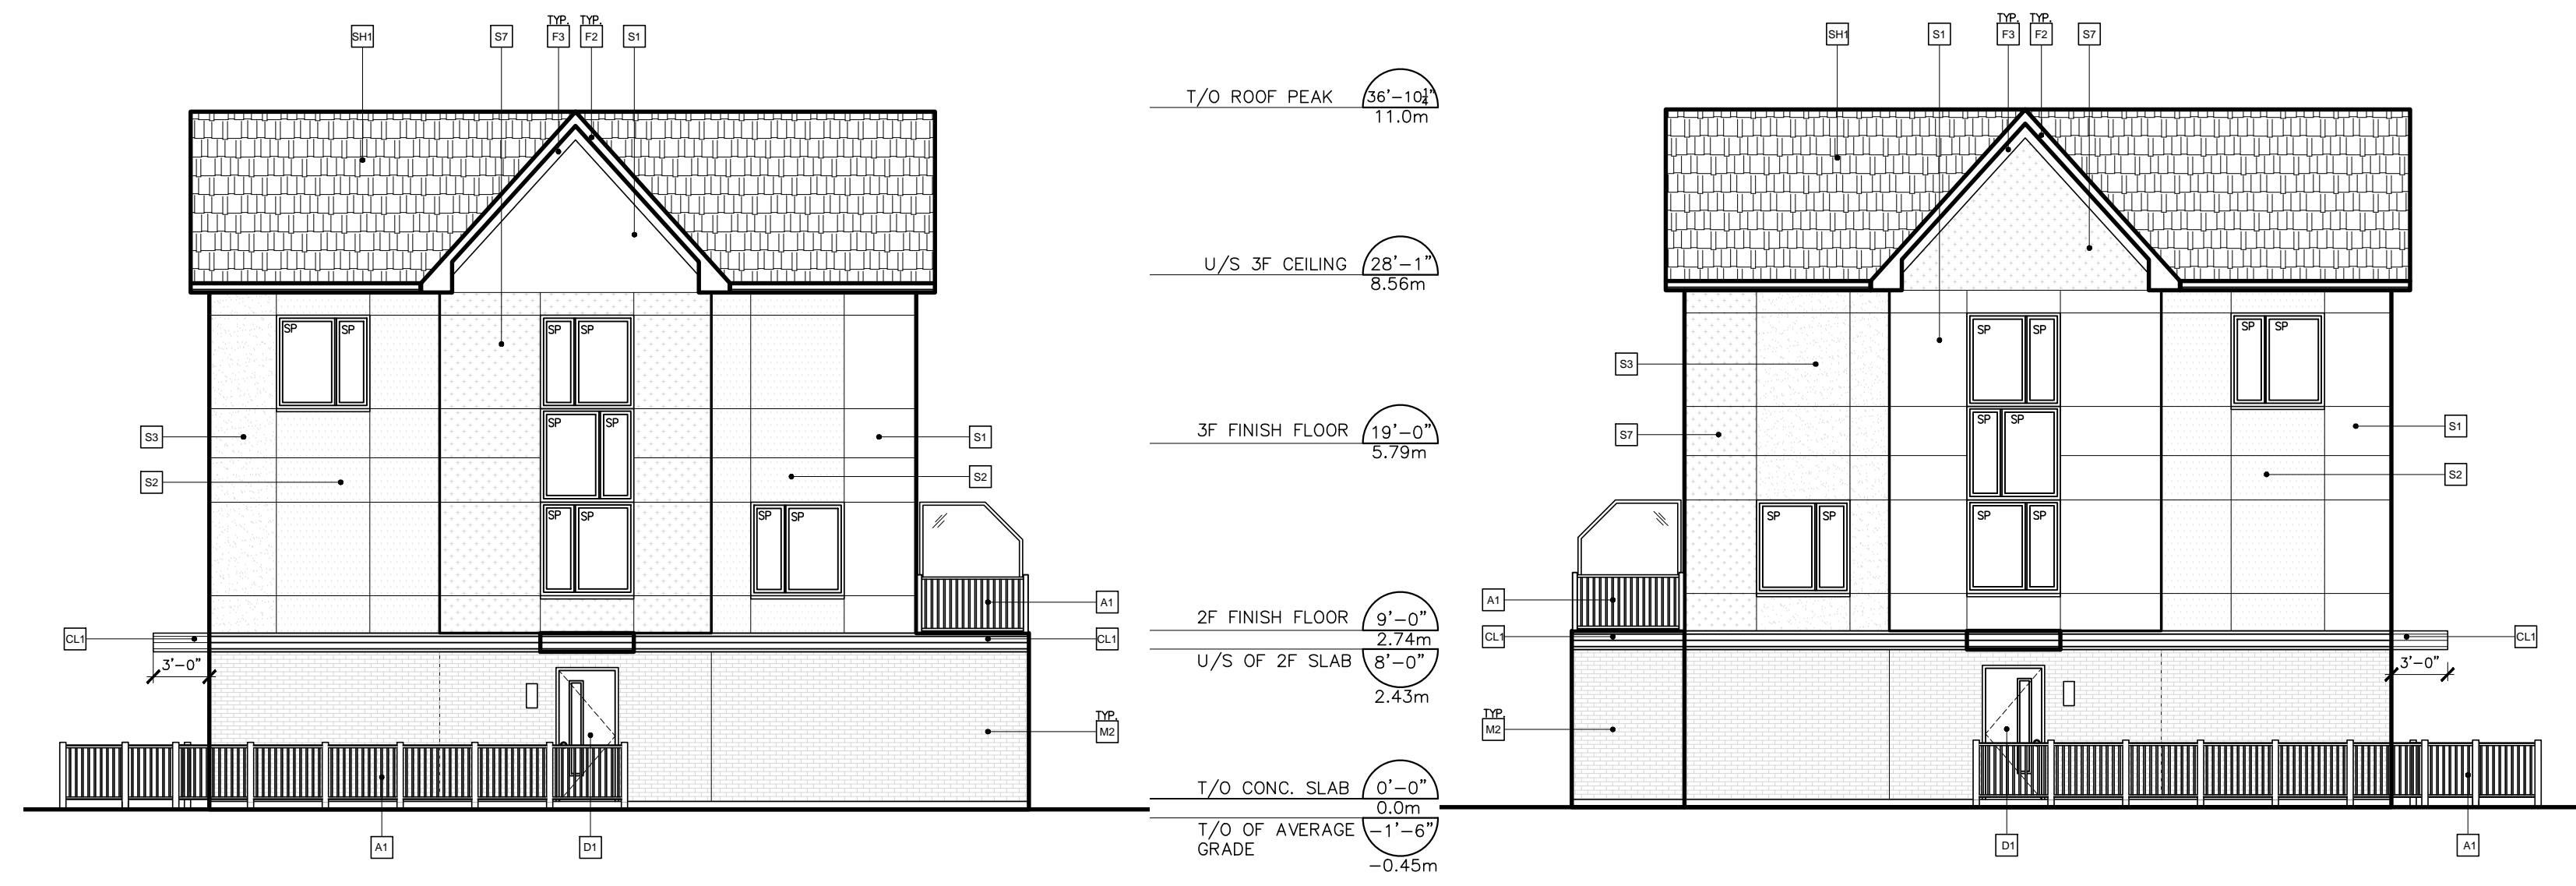 TYP. TYP.
SH1 S7 F3 F2 S1
SP SP SP SP
SP SP
SP SP SP SP
S3
S2
S1
S2
A1
CL1
CL1
3'-0"
TYP.
M2
A1
D1
T/O ROOF PEAK 36'-10¼"
11.0m
U/S 3F CEILING 28'-1"
8.56m
3F FINISH FLOOR 19'-0"
5.79m
2F FINISH FLOOR 9'-0"
2.74m
U/S OF 2F SLAB 8'-0"
2.43m
T/O CONC. SLAB 0'-0"
0.0m
T/O OF AVERAGE -1'-6"
GRADE
-0.45m
TYP. TYP.
SH1 S1 F3 F2 S7
SP SP SP SP
SP SP
SP SP SP SP
S3
S7
S1
S2
A1
CL1
CL1
3'-0"
TYP.
M2
D1
A1